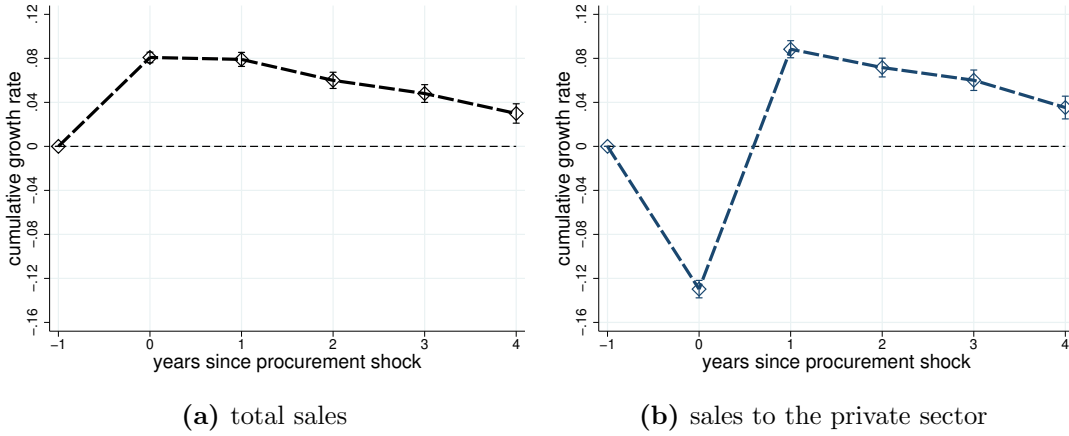 cumulative growth rate
−.16 −.12 −.08 −.04 0 .04 .08 .12
−1 0 1 2 3 4
years since procurement shock
(a) total sales
cumulative growth rate
−.16 −.12 −.08 −.04 0 .04 .08 .12
−1 0 1 2 3 4
years since procurement shock
(b) sales to the private sector